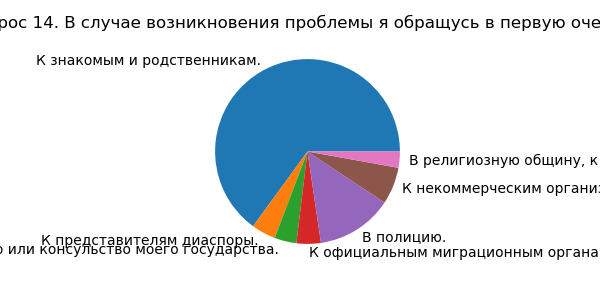 рос 14. В случае возникновения проблемы я обращусь в первую оче
К знакомым и родственникам.
В религиозную общину, к
К некоммерческим организ
К представителям диаспоры.
В полицию.
о или консульство моего государства.
К официальным миграционным органа